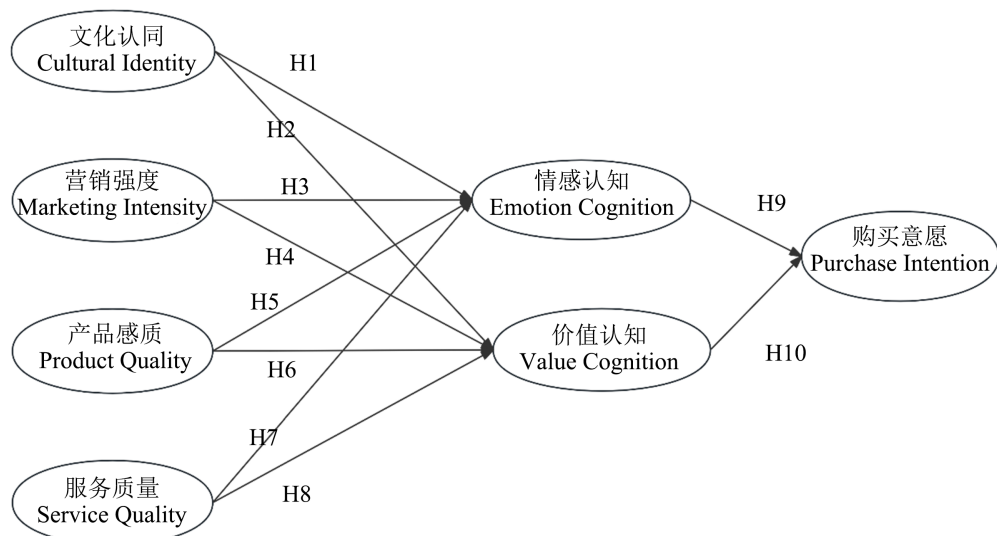 文化认同
Cultural Identity
H1
H2
营销强度
Marketing Intensity
H3
情感认知
Emotion Cognition
H9
购买意愿
Purchase Intention
H4
H5
产品感质
Product Quality
价值认知
Value Cognition
H6
H10
H7
服务质量
Service Quality
H8